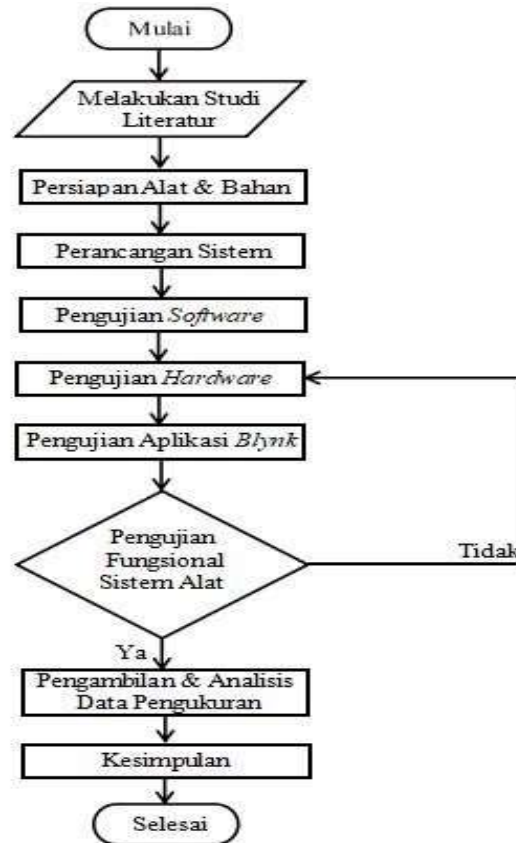 Mulai
Melakukan Studi
Literatur
Persiapan Alat & Bahan
Perancangan Sistem
Pengujian Software
Pengujian Hardware
Pengujian Aplikasi Blynk
Pengujian
Fungsional
Sistem Alat
Tidak
Ya
Pengambilan & Analisis
Data Pengukuran
Kesimpulan
Selesai